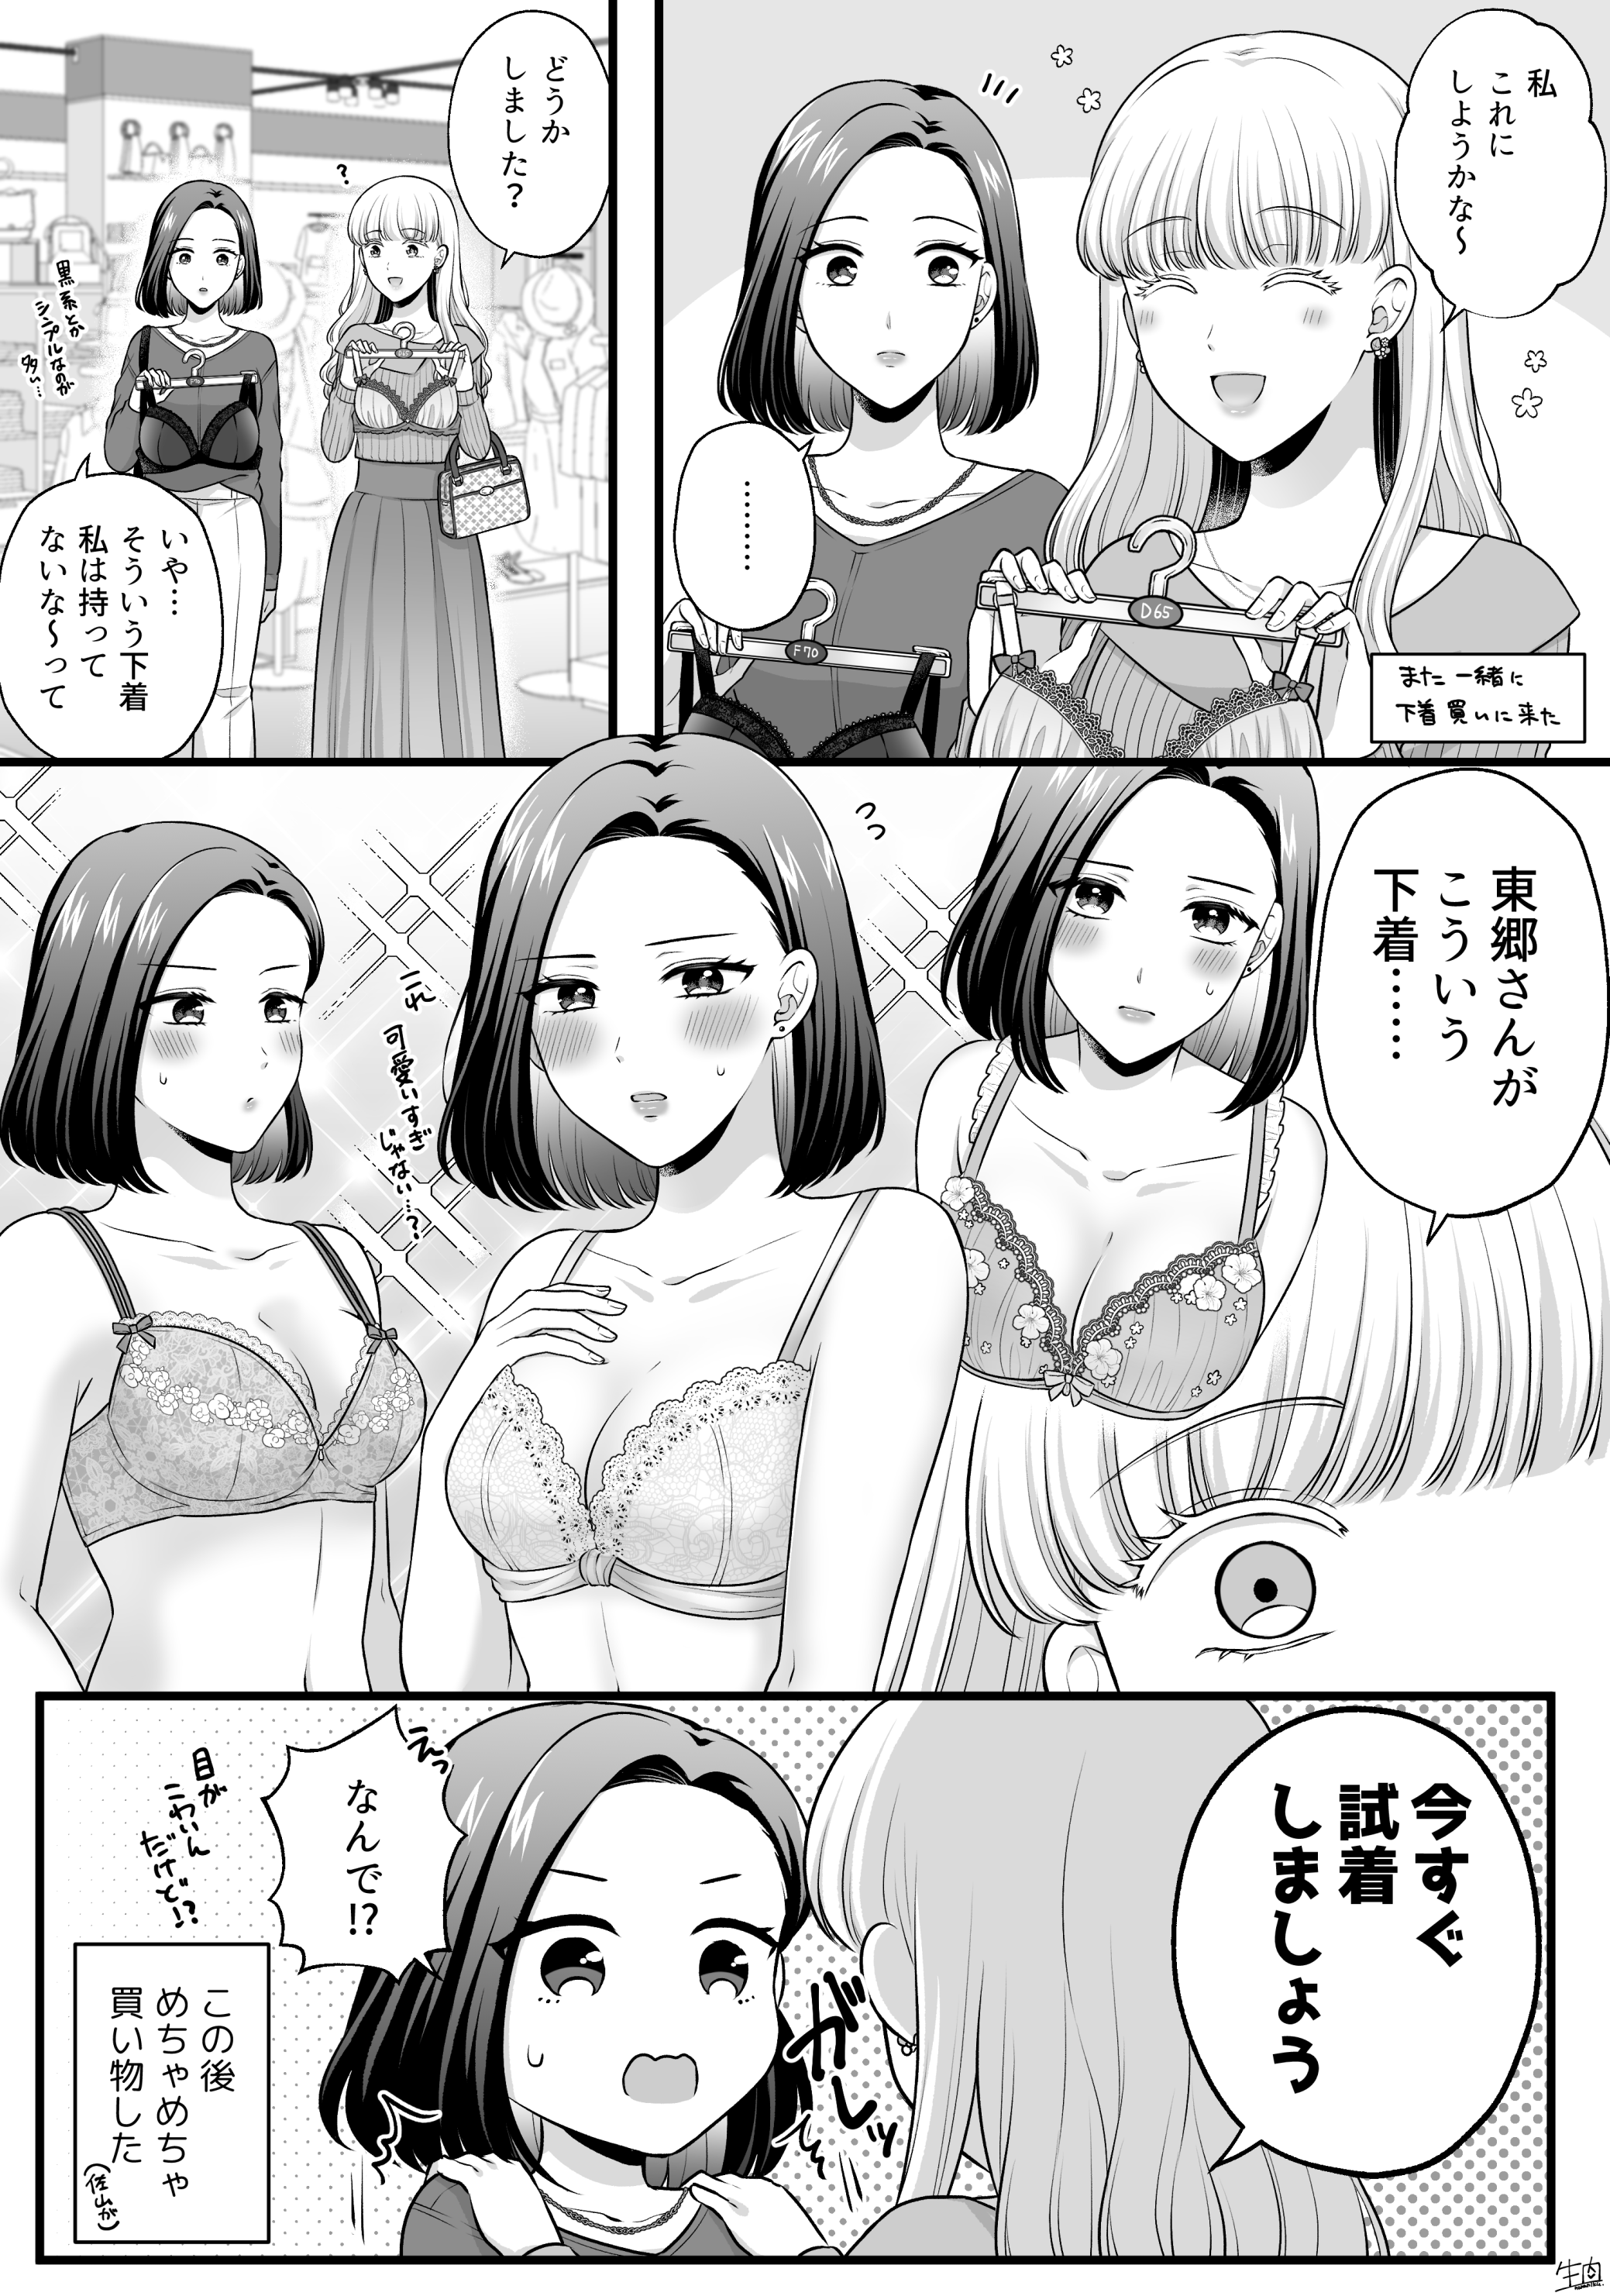 私
これに
しようかな〜
………
F70
D65
また一緒に
下着買いに来た
どうか
しました？
?
黒系とか
シンプルなのが
多い…
いや…
そういう下着
私は持って
ないな〜って
東郷さんが
こういう
下着……
これ
可愛いすぎ
じゃない…?
今すぐ
試着
しましょう
ガシッ
えっ
なんで!?
目が
こわいん
だけど!?
この後
めちゃめちゃ
買い物した
(佐山が)
牛肉